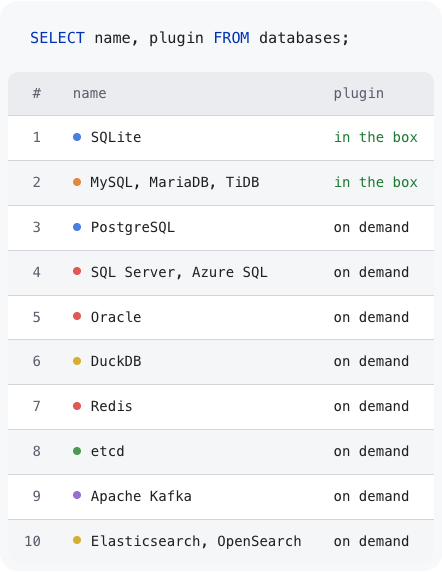 SELECT name, plugin FROM databases;
# name plugin
1 SQLite in the box
2 MySQL, MariaDB, TiDB in the box
3 PostgreSQL on demand
4 SQL Server, Azure SQL on demand
5 Oracle on demand
6 DuckDB on demand
7 Redis on demand
8 etcd on demand
9 Apache Kafka on demand
10 Elasticsearch, OpenSearch on demand